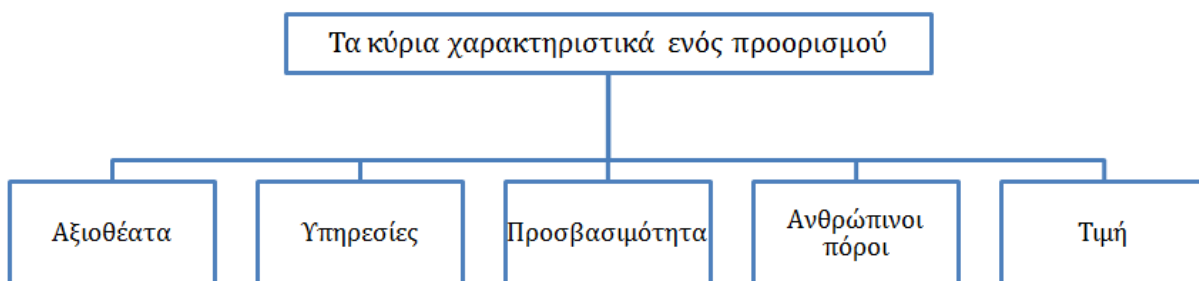 Τα κύρια χαρακτηριστικά ενός προορισμού
Αξιοθέατα
Υπηρεσίες
Προσβασιμότητα
Ανθρώπινοι
πόροι
Τιμή